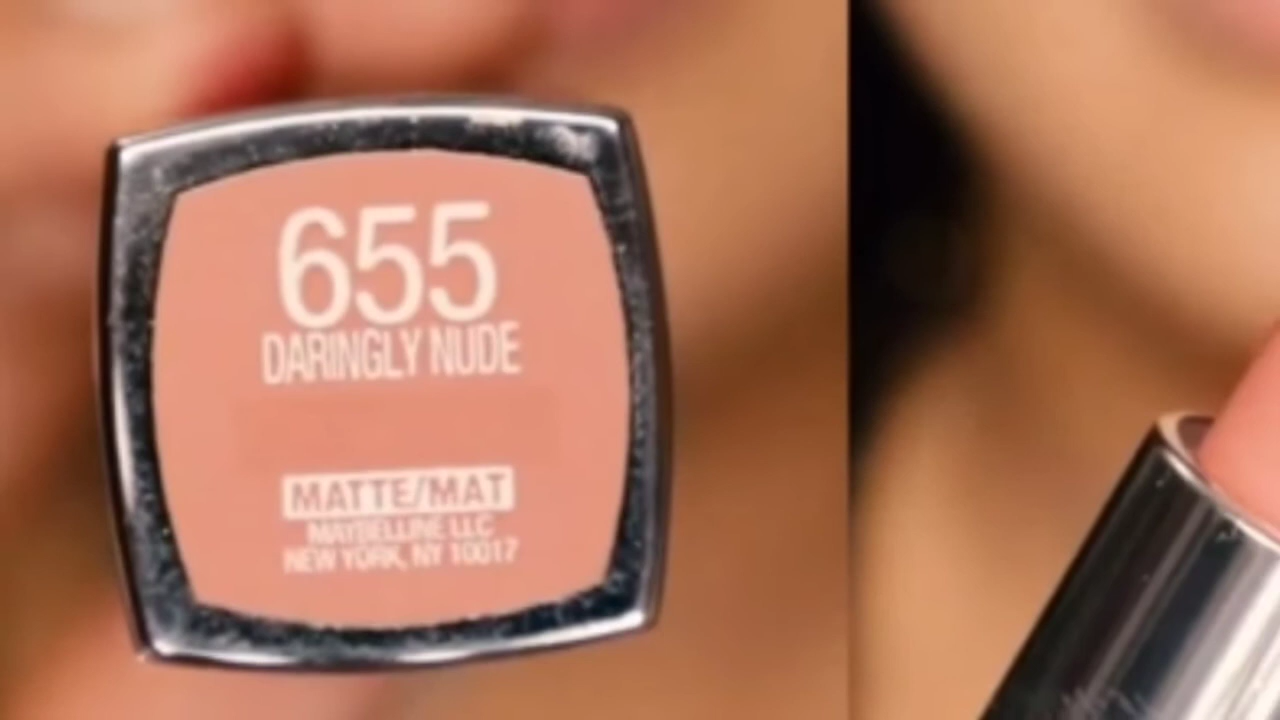 655
DARINGLY NUDE
MATTE/MAT
MAYBELLINE LLC
NEW YORK, NY 10017